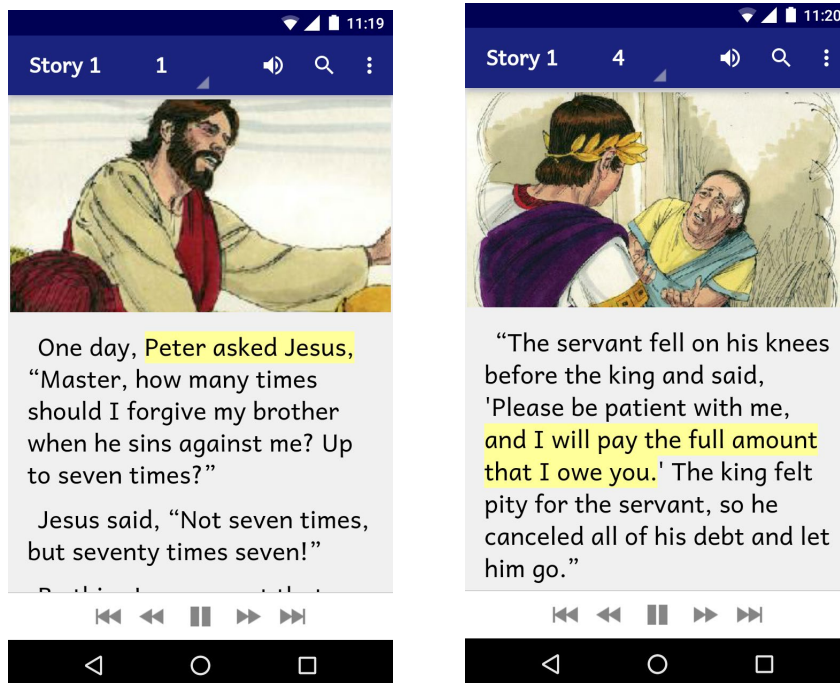 11:19
Story 1 1
One day, Peter asked Jesus,
“Master, how many times
should I forgive my brother
when he sins against me? Up
to seven times?”
Jesus said, “Not seven times,
but seventy times seven!”
11:20
Story 1 4
“The servant fell on his knees
before the king and said,
'Please be patient with me,
and I will pay the full amount
that I owe you.' The king felt
pity for the servant, so he
canceled all of his debt and let
him go.”